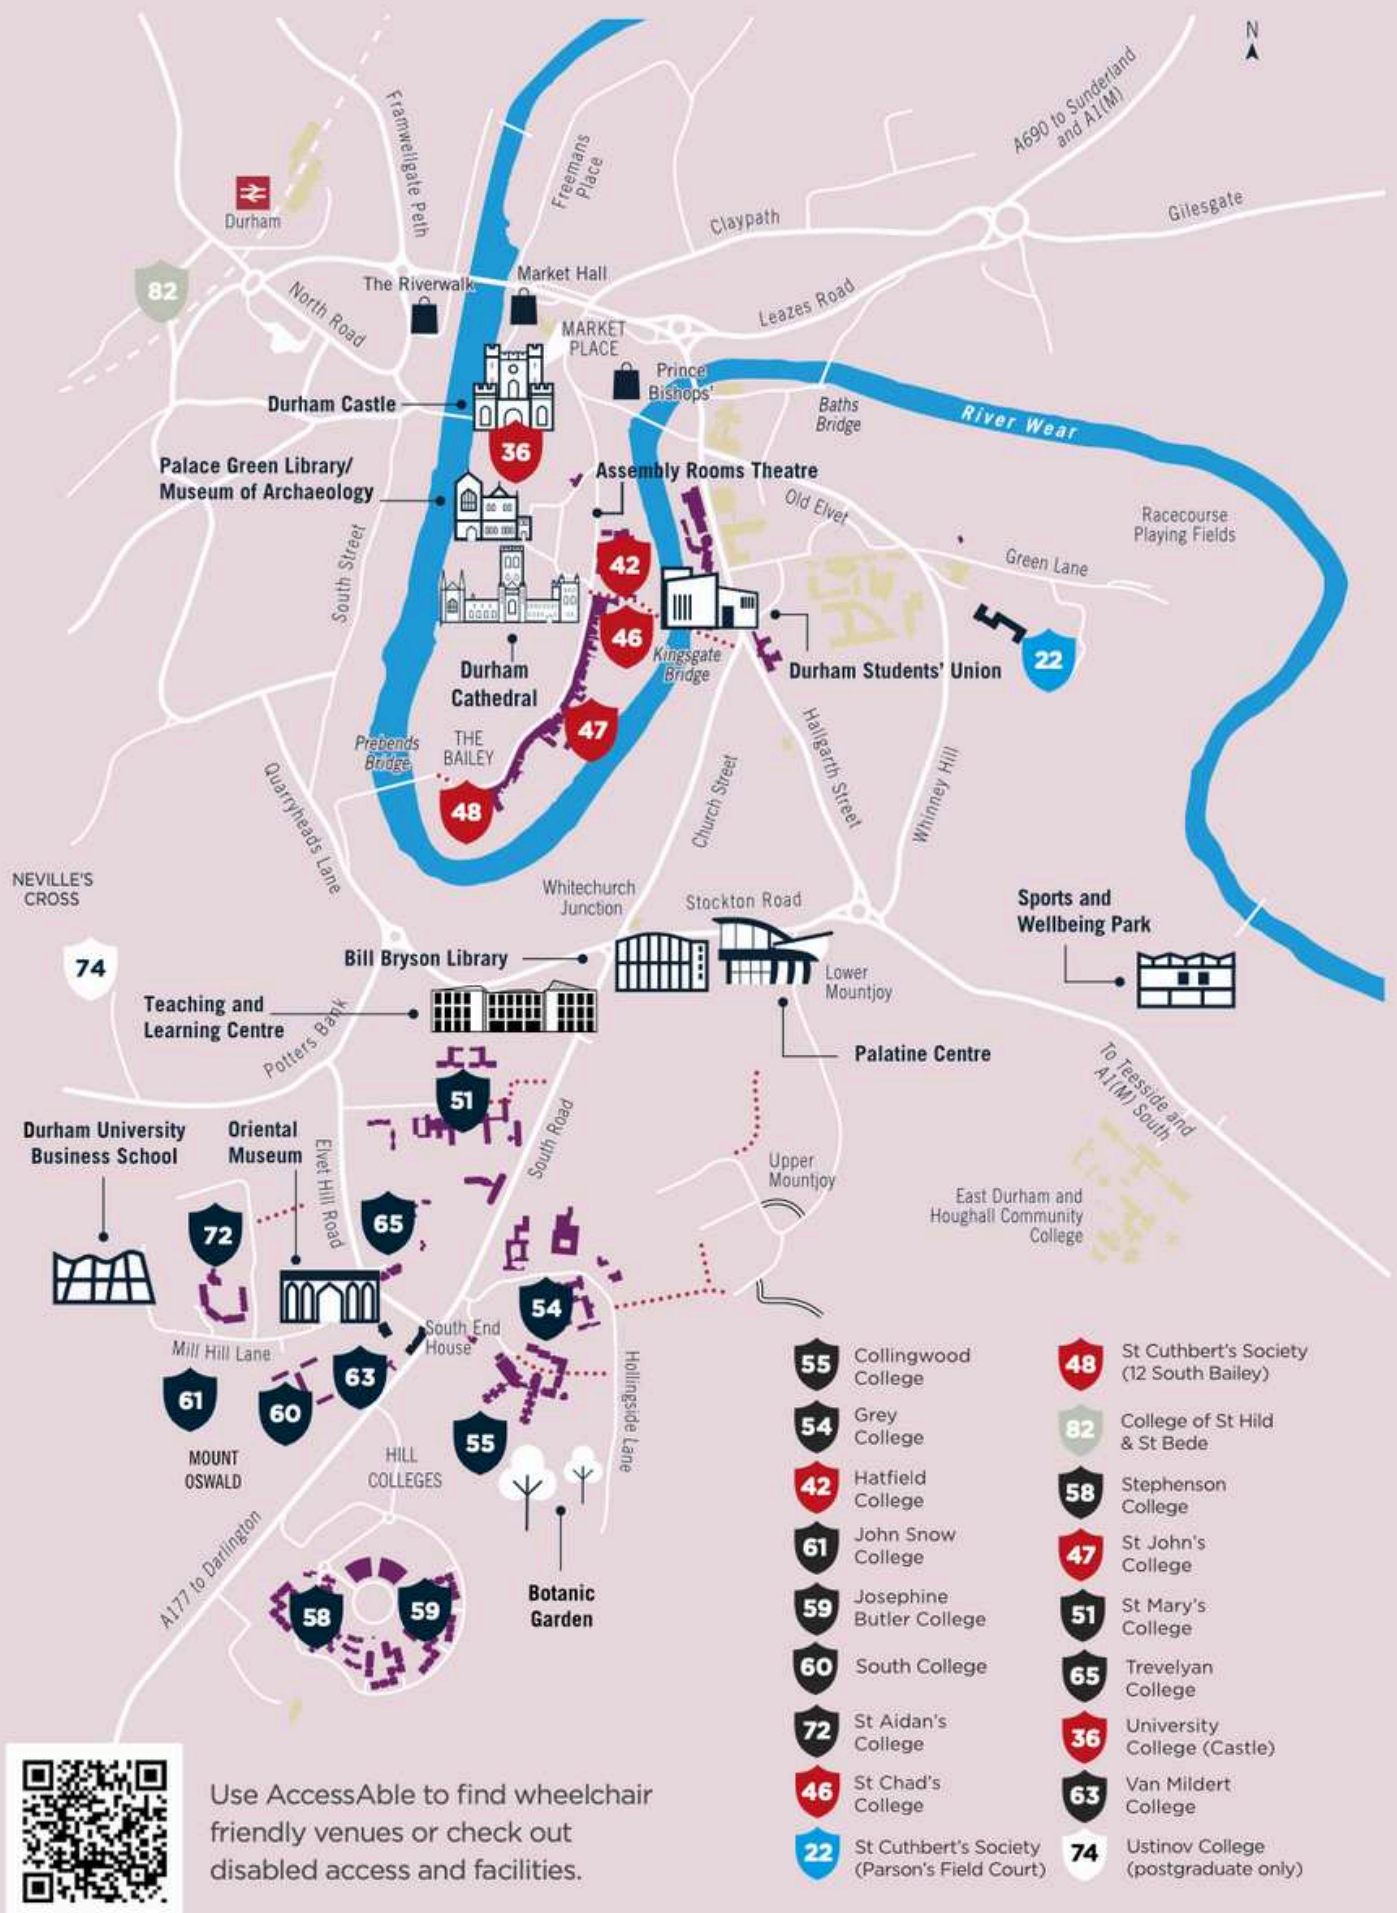 N
A690 to Sunderland
and A1(M)
Framwellgate Peth
Freemans
Place
Durham
Claypath
Gilesgate
82
The Riverwalk
Market Hall
North Road
Leazes Road
MARKET
PLACE
Prince
Bishops'
Durham Castle
Baths
Bridge
River Wear
36
Palace Green Library/
Museum of Archaeology
Assembly Rooms Theatre
Old Elvet
Racecourse
Playing Fields
South Street
42
Green Lane
46
Kingsgate
Bridge
22
Durham
Cathedral
Durham Students' Union
47
Prebends
Bridge
THE
BAILEY
Hallgarth Street
48
Church Street
Whinney Hill
Quarryheads Lane
NEVILLE'S
CROSS
Whitechurch
Junction
Stockton Road
Sports and
Wellbeing Park
74
Bill Bryson Library
Lower
Mountjoy
Teaching and
Learning Centre
Potters Bank
Palatine Centre
To Teesside and
A1(M) South
51
Durham University
Business School
Oriental
Museum
Elvet Hill Road
South Road
Upper
Mountjoy
East Durham and
Houghall Community
College
72
65
54
South End
House
Mill Hill Lane
63
61
60
Hollingside Lane
55
MOUNT
OSWALD
HILL
COLLEGES
A177 to Darlington
Botanic
Garden
58
59
55 Collingwood
College
54 Grey
College
42 Hatfield
College
61 John Snow
College
59 Josephine
Butler College
60 South College
72 St Aidan's
College
46 St Chad's
College
22 St Cuthbert's Society
(Parson's Field Court)
48 St Cuthbert's Society
(12 South Bailey)
82 College of St Hild
& St Bede
58 Stephenson
College
47 St John's
College
51 St Mary's
College
65 Trevelyan
College
36 University
College (Castle)
63 Van Mildert
College
74 Ustinov College
(postgraduate only)
Use AccessAble to find wheelchair
friendly venues or check out
disabled access and facilities.